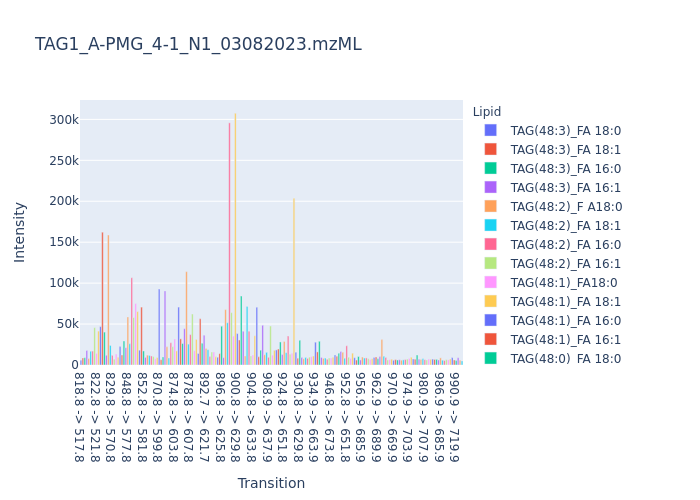 TAG1_A-PMG_4-1_N1_03082023.mzML
Lipid
TAG(48:3)_FA 18:0
TAG(48:3)_FA 18:1
TAG(48:3)_FA 16:0
TAG(48:3)_FA 16:1
TAG(48:2)_F A18:0
TAG(48:2)_FA 18:1
TAG(48:2)_FA 16:0
TAG(48:2)_FA 16:1
TAG(48:1)_FA18:0
TAG(48:1)_FA 18:1
TAG(48:1)_FA 16:0
TAG(48:1)_FA 16:1
TAG(48:0)_FA 18:0
Intensity
300k
250k
200k
150k
100k
50k
0
818.8 -> 517.8
822.8 -> 521.8
829.8 -> 570.8
848.8 -> 577.8
852.8 -> 581.8
870.8 -> 599.8
874.8 -> 603.8
878.8 -> 607.8
892.7 -> 621.7
896.8 -> 625.8
900.8 -> 629.8
904.8 -> 633.8
908.9 -> 637.9
924.8 -> 651.8
930.8 -> 629.8
934.9 -> 663.9
946.8 -> 673.8
952.8 -> 651.8
956.9 -> 685.9
962.9 -> 689.9
970.9 -> 669.9
974.9 -> 703.9
980.9 -> 707.9
986.9 -> 685.9
990.9 -> 719.9
Transition